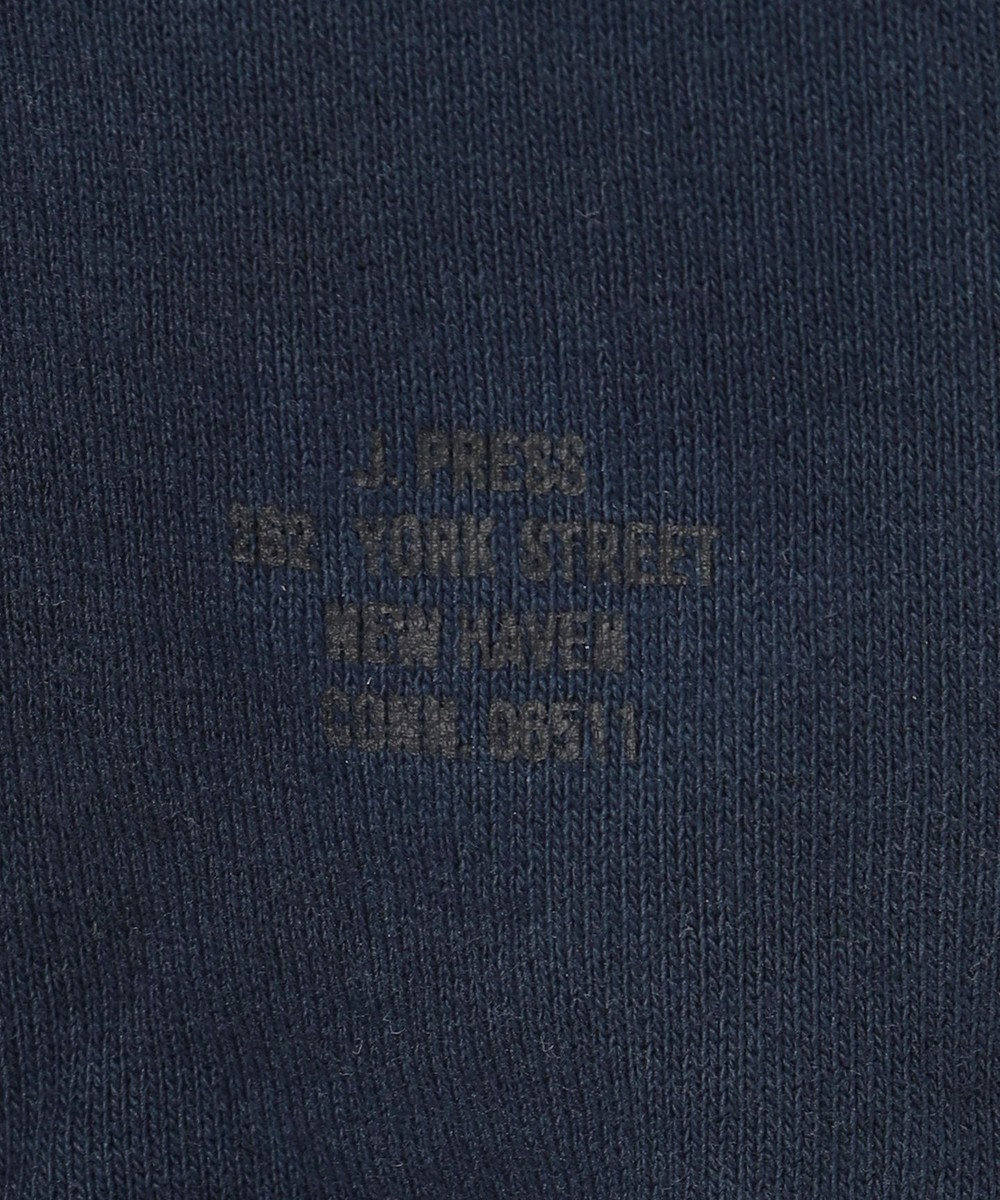 J. PRESS
262 YORK STREET
NEW HAVEN
CONN. 06511